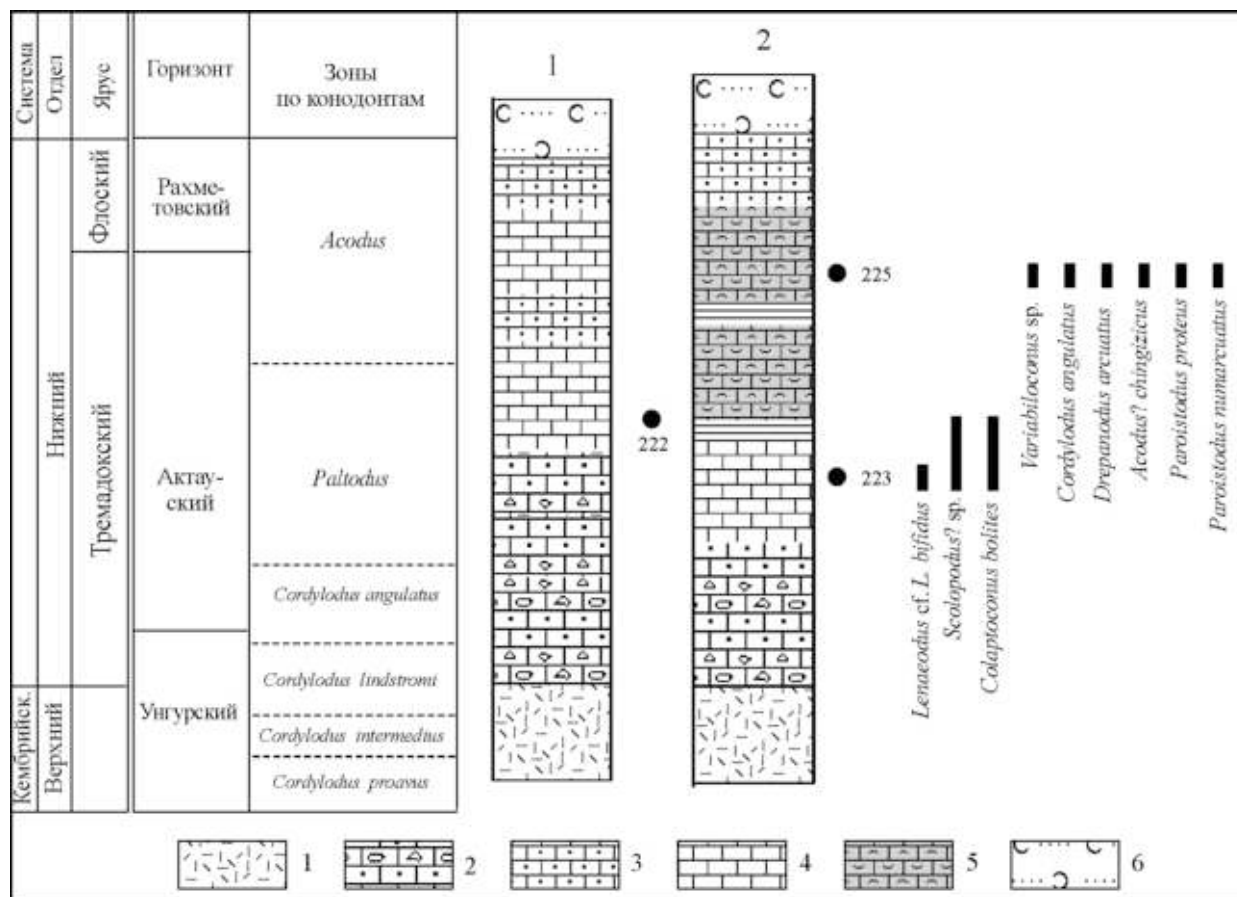 Система
Отдел
Ярус
Горизонт
Зоны
по конодонтам
1
2
Кембрийск.
Нижний
Верхний
Флоский
Тремадокский
Рахме-
товский
Актау-
ский
Унгурский
Acodus
Paltodus
Cordylodus angulatus
Cordylodus lindstromi
Cordylodus intermedius
Cordylodus proavus
222
225
223
Lenaeodus cf. L. bifidus
Scolopodus? sp.
Colaptoconus bolites
Variabiloconus sp.
Cordylodus angulatus
Drepanodus arcuatus
Acodus? chingizicus
Paroistodus proteus
Paroistodus numarcuatus
1
2
3
4
5
6